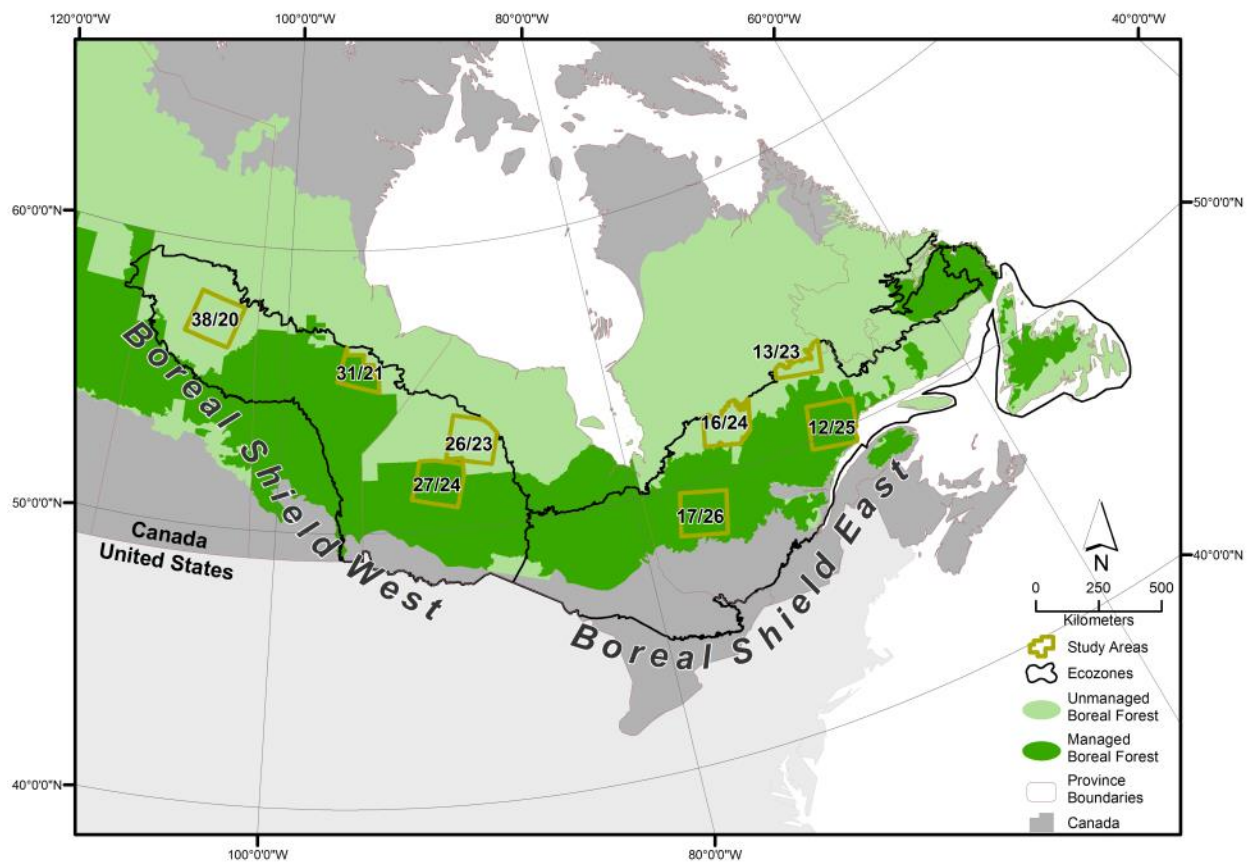 120°0'0"W
100°0'0"W
80°0'0"W
60°0'0"W
40°0'0"W
60°0'0"N
50°0'0"N
38/20
13/23
31/21
16/24
12/25
26/23
27/24
17/26
50°0'0"N
40°0'0"N
Canada
United States
Boreal Shield West
Boreal Shield East
N
0 250 500
Kilometers
Study Areas
Ecozones
Unmanaged
Boreal Forest
Managed
Boreal Forest
Province
Boundaries
Canada
40°0'0"N
100°0'0"W
80°0'0"W